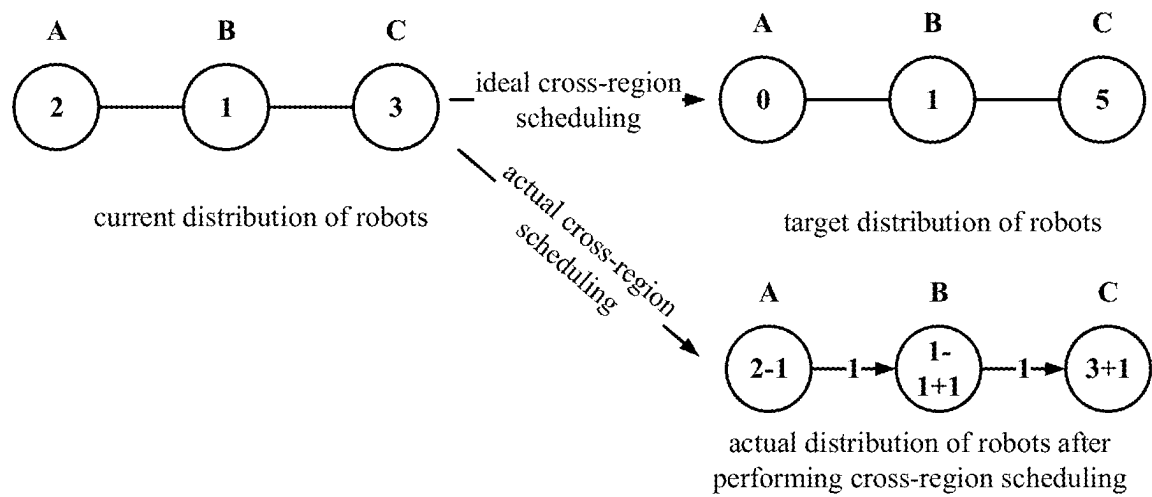 A B C
2 1 3
current distribution of robots
ideal cross-region
scheduling
A B C
0 1 5
target distribution of robots
actual cross-region
scheduling
A B C
2-1 1 1-
1+1 1 3+1
actual distribution of robots after
performing cross-region scheduling